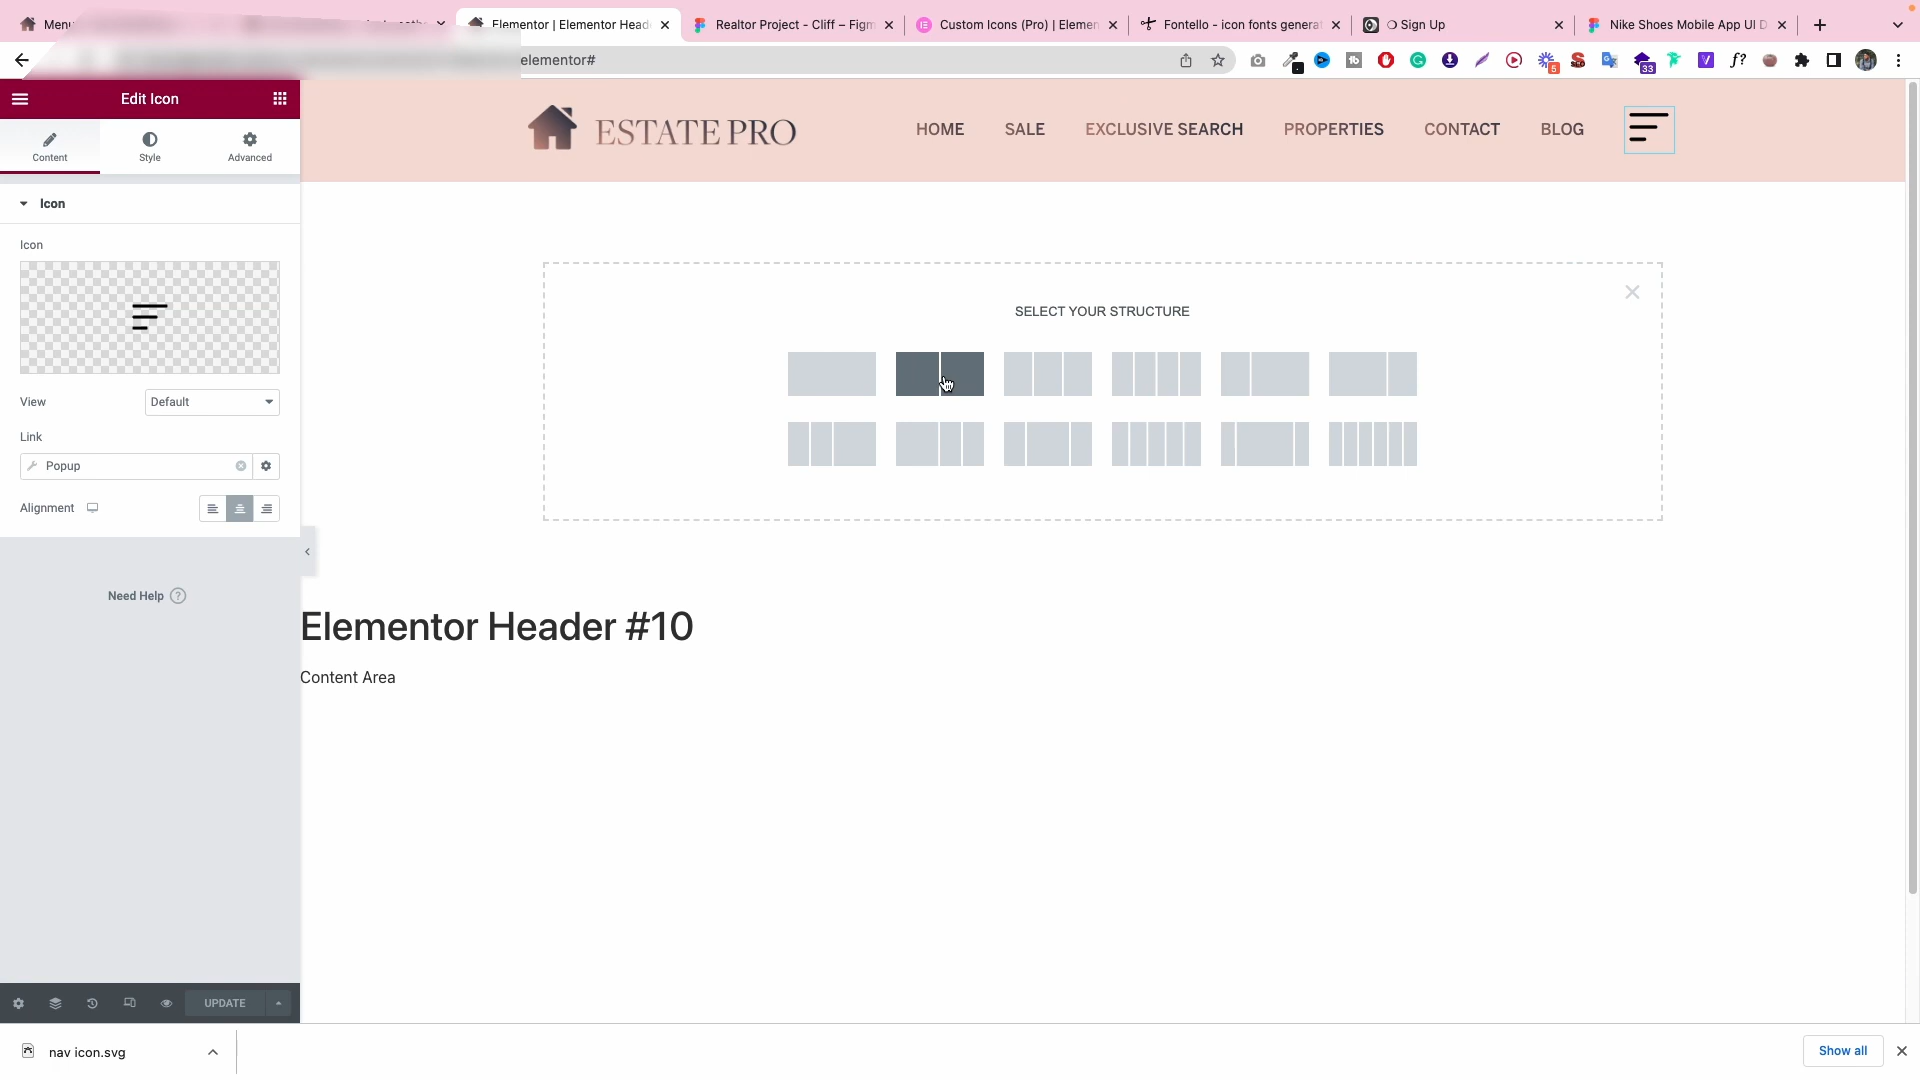 Menu
Elementor | Elementor Head
Realtor Project - Cliff – Figm
Custom Icons (Pro) | Elemen
Fontello - icon fonts generat
Sign Up
Nike Shoes Mobile App UI D
elementor#
5
33
f?
Edit Icon
Content
Style
Advanced
Icon
Icon
View
Default
Link
Popup
Alignment
Need Help ?
UPDATE
ESTATE PRO
HOME
SALE
EXCLUSIVE SEARCH
PROPERTIES
CONTACT
BLOG
SELECT YOUR STRUCTURE
Elementor Header #10
Content Area
nav icon.svg
Show all